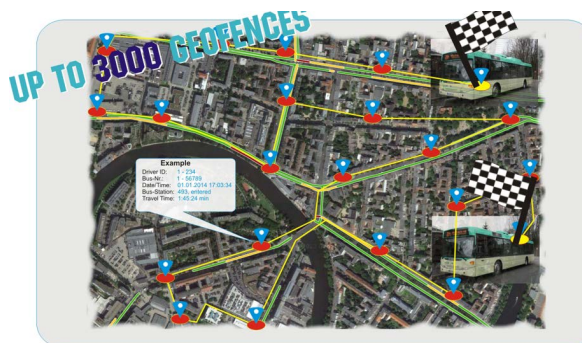 UP TO 3000 GEOFENCES
Example
Driver ID: 1 - 234
Bus-Nr.: 1 - 56789
Date/Time: 01.01.2014 17:03:34
Bus-Station: 493, entered
Travel Time: 1:45:24 min